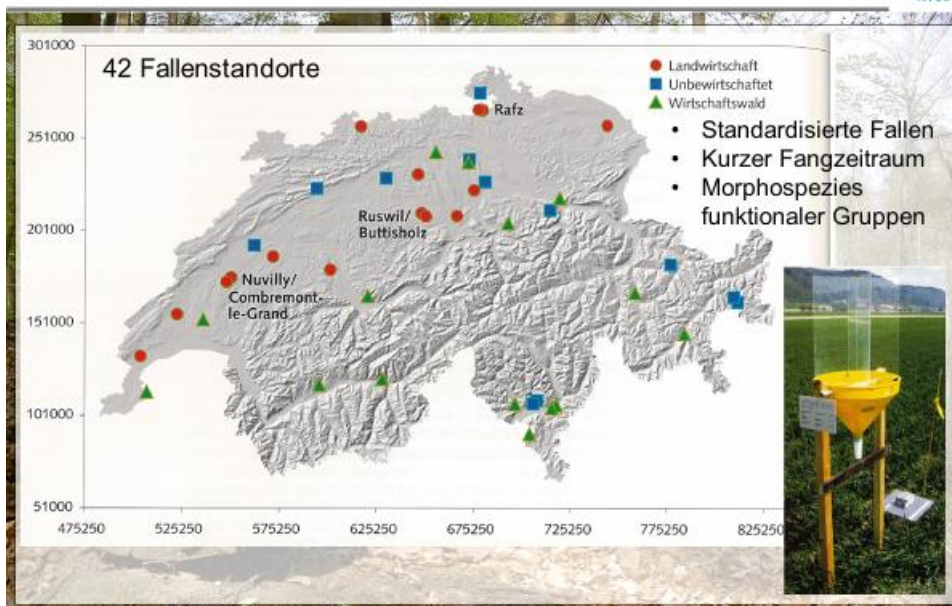 301000
42 Fallenstandorte
Landwirtschaft
Unbewirtschaftet
Wirtschaftswald
Rafz
251000
• Standardisierte Fallen
• Kurzer Fangzeitraum
• Morphospezies
funktionaler Gruppen
201000
Ruswil/
Buttisholz
Nuvilly/
Combremont-
le-Grand
151000
101000
51000
475250 525250 575250 625250 675250 725250 775250 825250